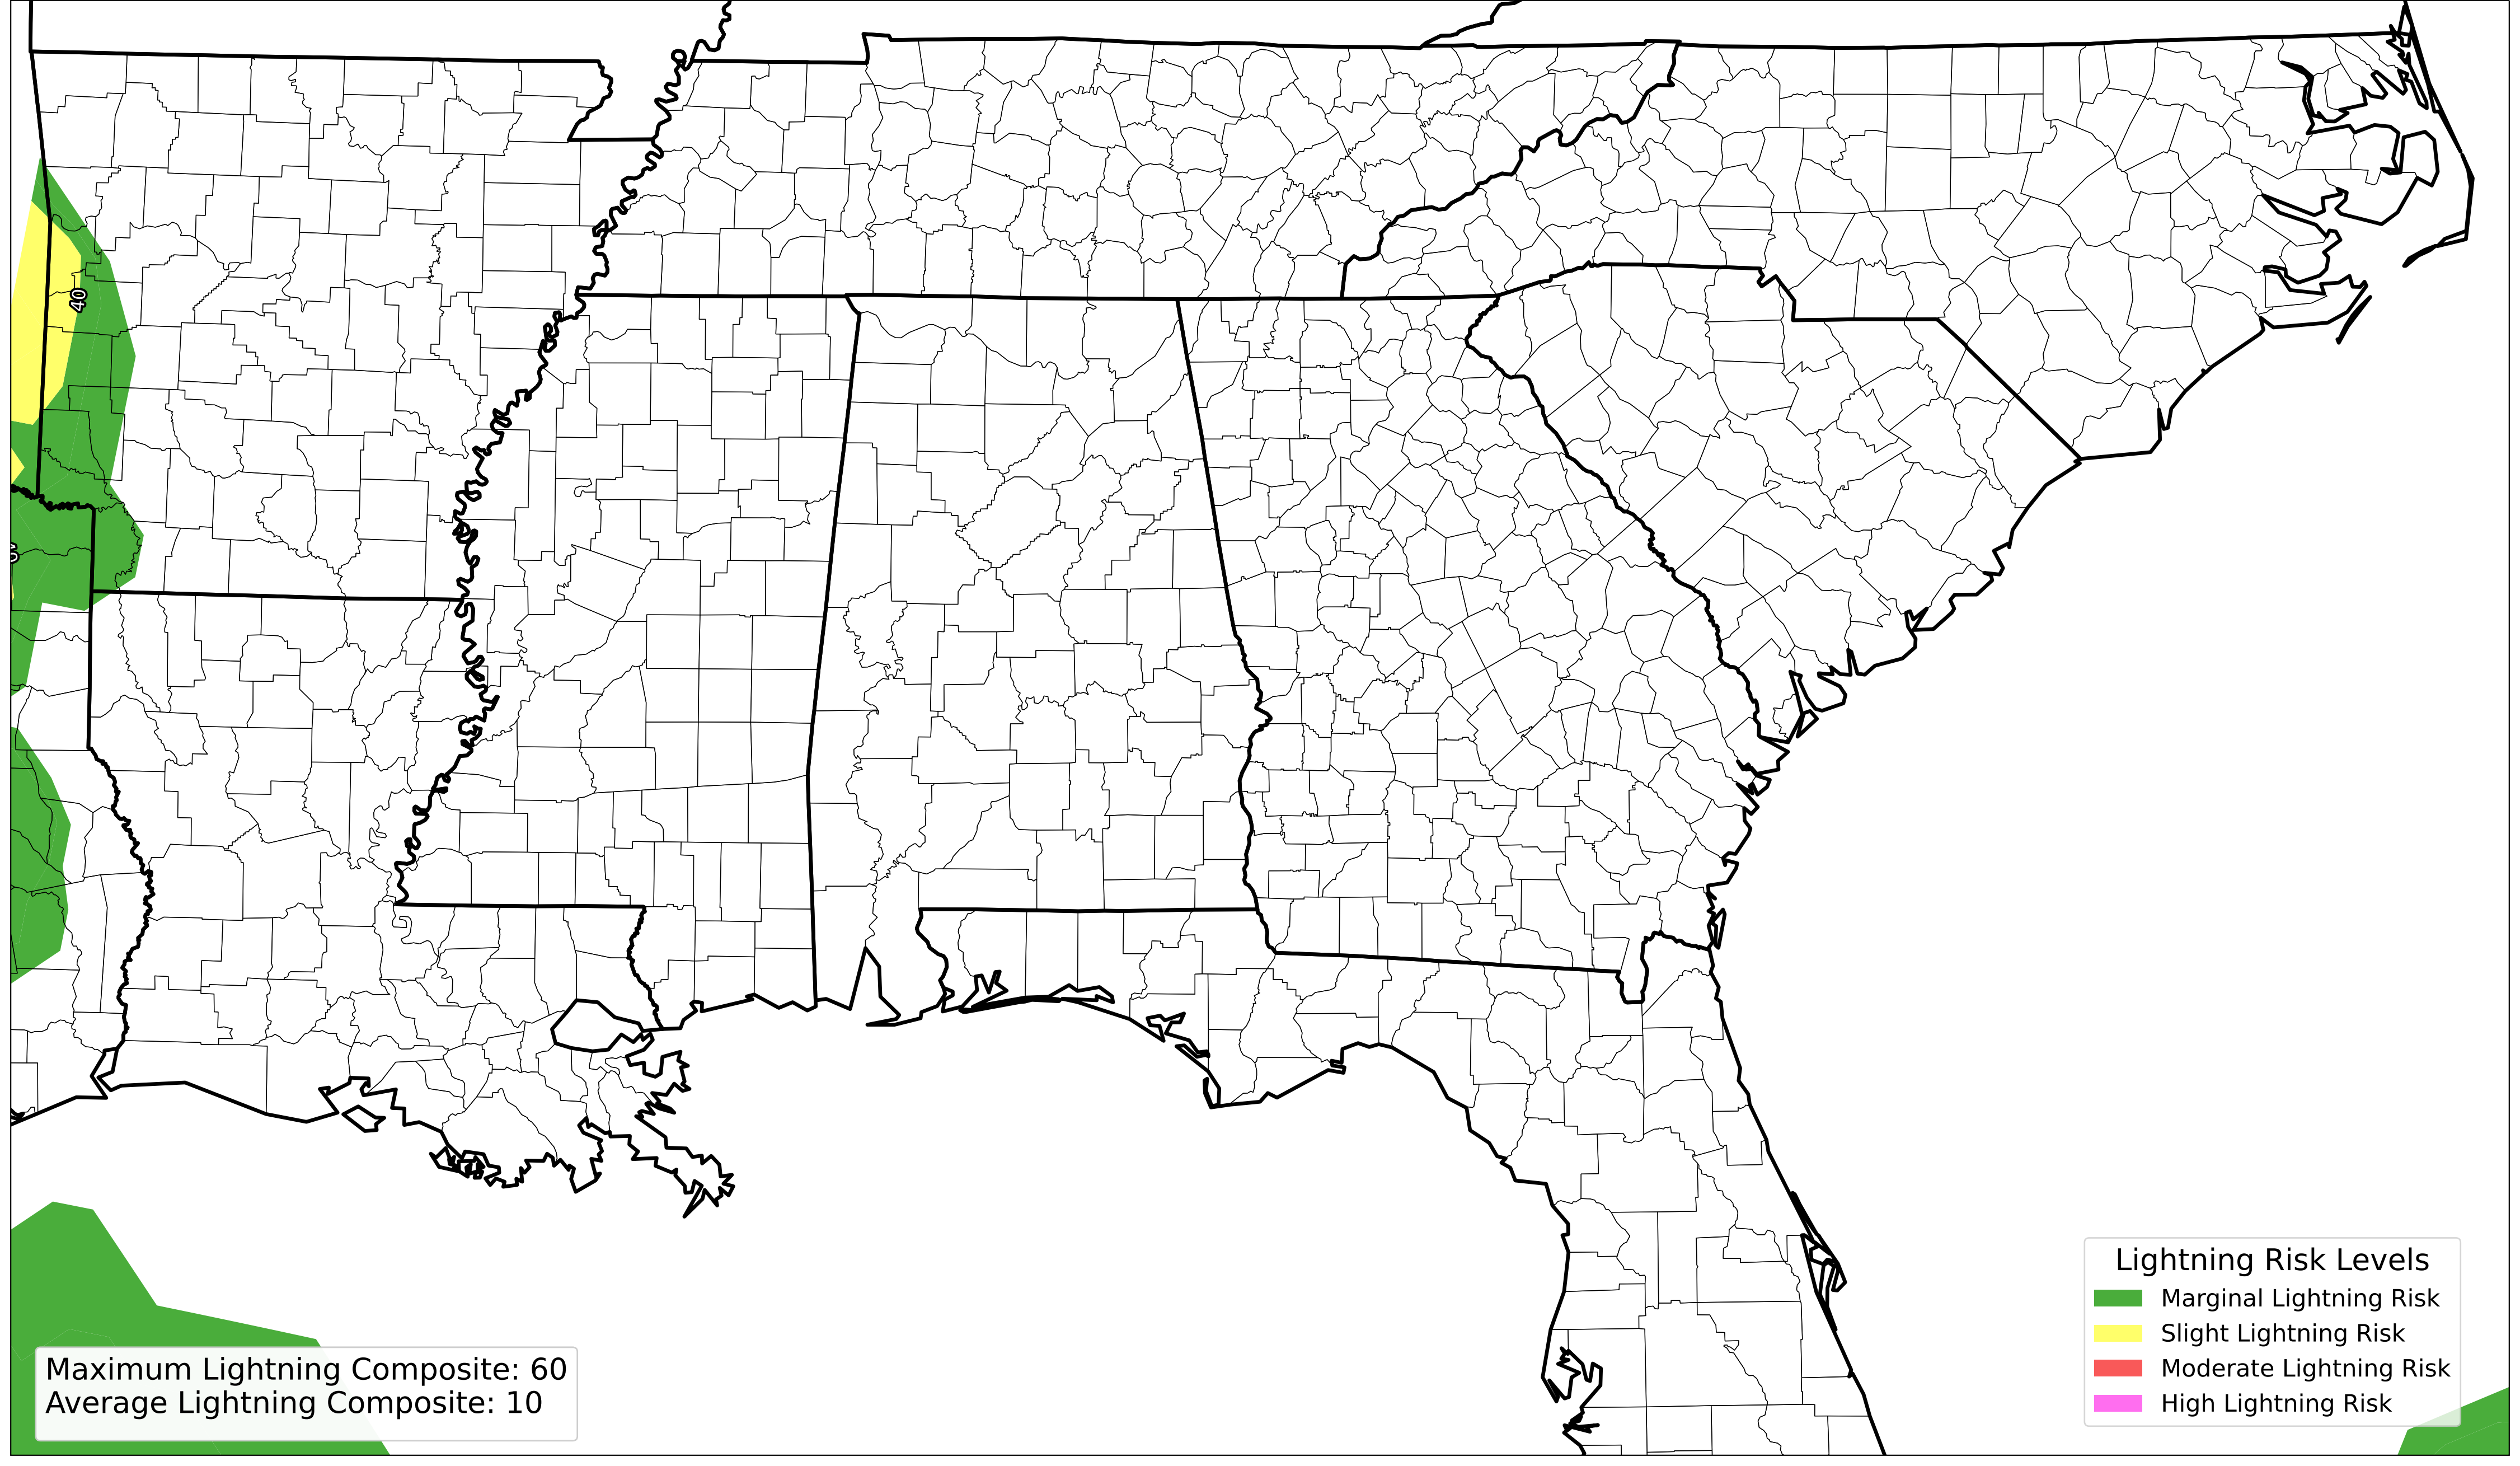 40
Lightning Risk Levels
Marginal Lightning Risk
Slight Lightning Risk
Moderate Lightning Risk
High Lightning Risk
Maximum Lightning Composite: 60
Average Lightning Composite: 10